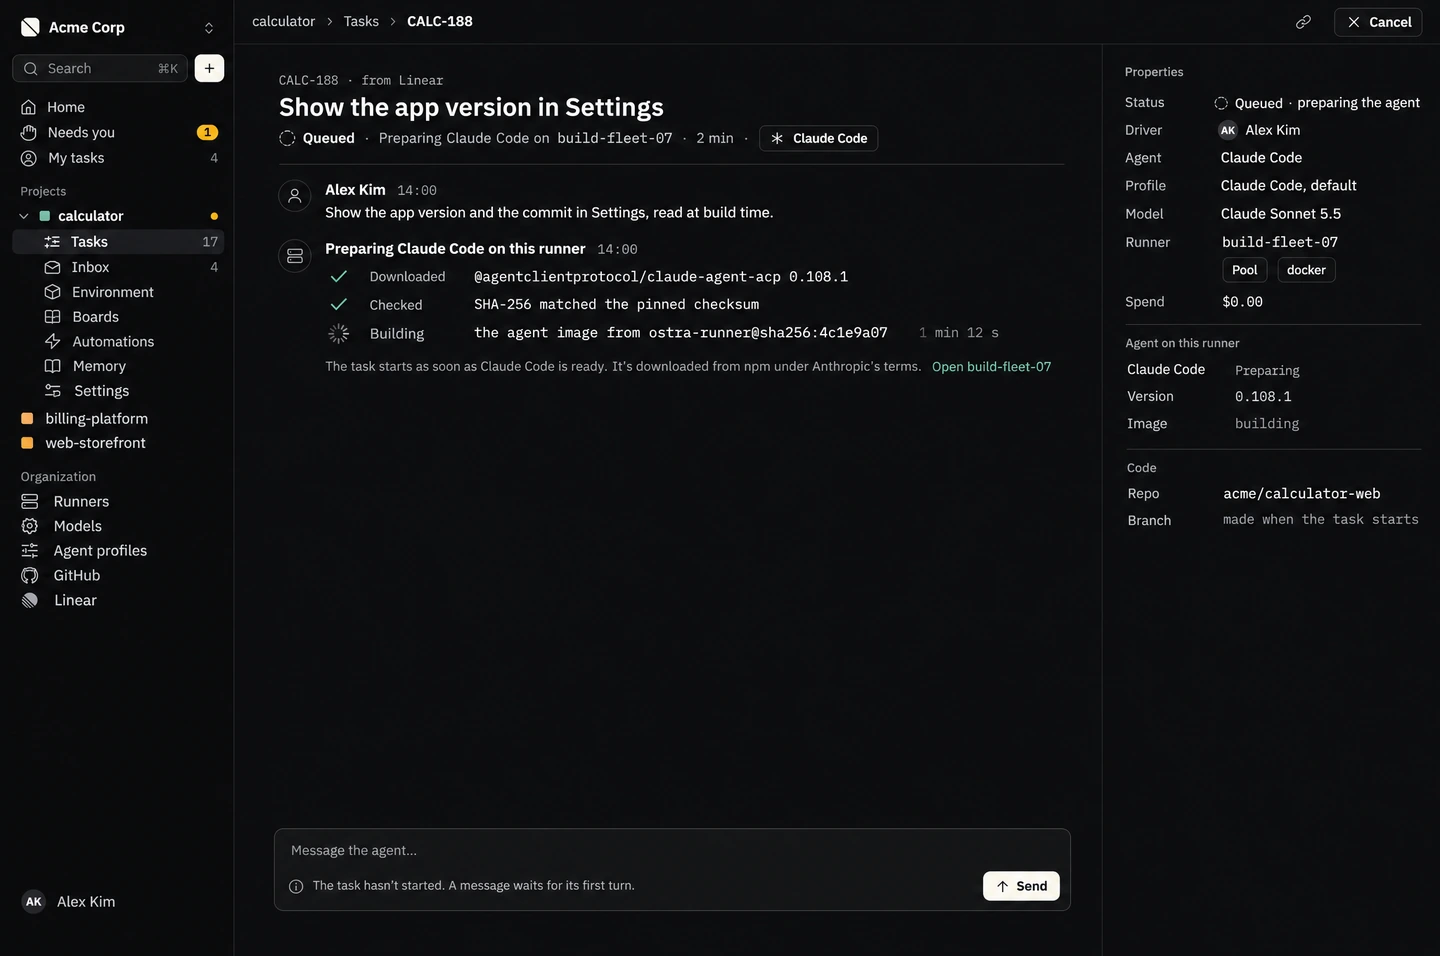 Acme Corp
Search ⌘K +
Home
Needs you 1
My tasks 4
Projects
calculator
Tasks 17
Inbox 4
Environment
Boards
Automations
Memory
Settings
billing-platform
web-storefront
Organization
Runners
Models
Agent profiles
GitHub
Linear
AK Alex Kim
calculator > Tasks > CALC-188
Cancel
CALC-188 · from Linear
Show the app version in Settings
Queued · Preparing Claude Code on build-fleet-07 · 2 min · Claude Code
Alex Kim 14:00
Show the app version and the commit in Settings, read at build time.
Preparing Claude Code on this runner 14:00
Downloaded @agentclientprotocol/claude-agent-acp 0.108.1
Checked SHA-256 matched the pinned checksum
Building the agent image from ostra-runner@sha256:4c1e9a07 1 min 12 s
The task starts as soon as Claude Code is ready. It's downloaded from npm under Anthropic's terms. Open build-fleet-07
Message the agent...
The task hasn't started. A message waits for its first turn.
Send
Properties
Status Queued · preparing the agent
Driver AK Alex Kim
Agent Claude Code
Profile Claude Code, default
Model Claude Sonnet 5.5
Runner build-fleet-07
Pool docker
Spend $0.00
Agent on this runner
Claude Code Preparing
Version 0.108.1
Image building
Code
Repo acme/calculator-web
Branch made when the task starts